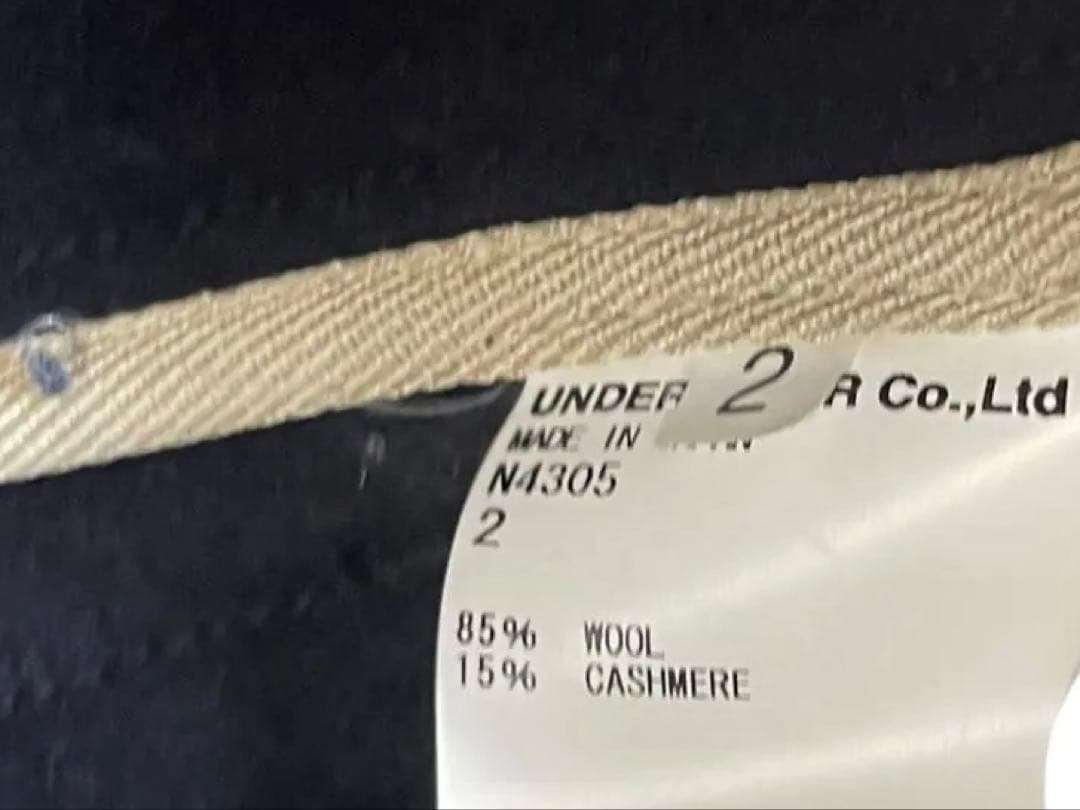 UNDER 2 R Co.,Ltd
MADE IN
N4305
2
85% WOOL
15% CASHMERE